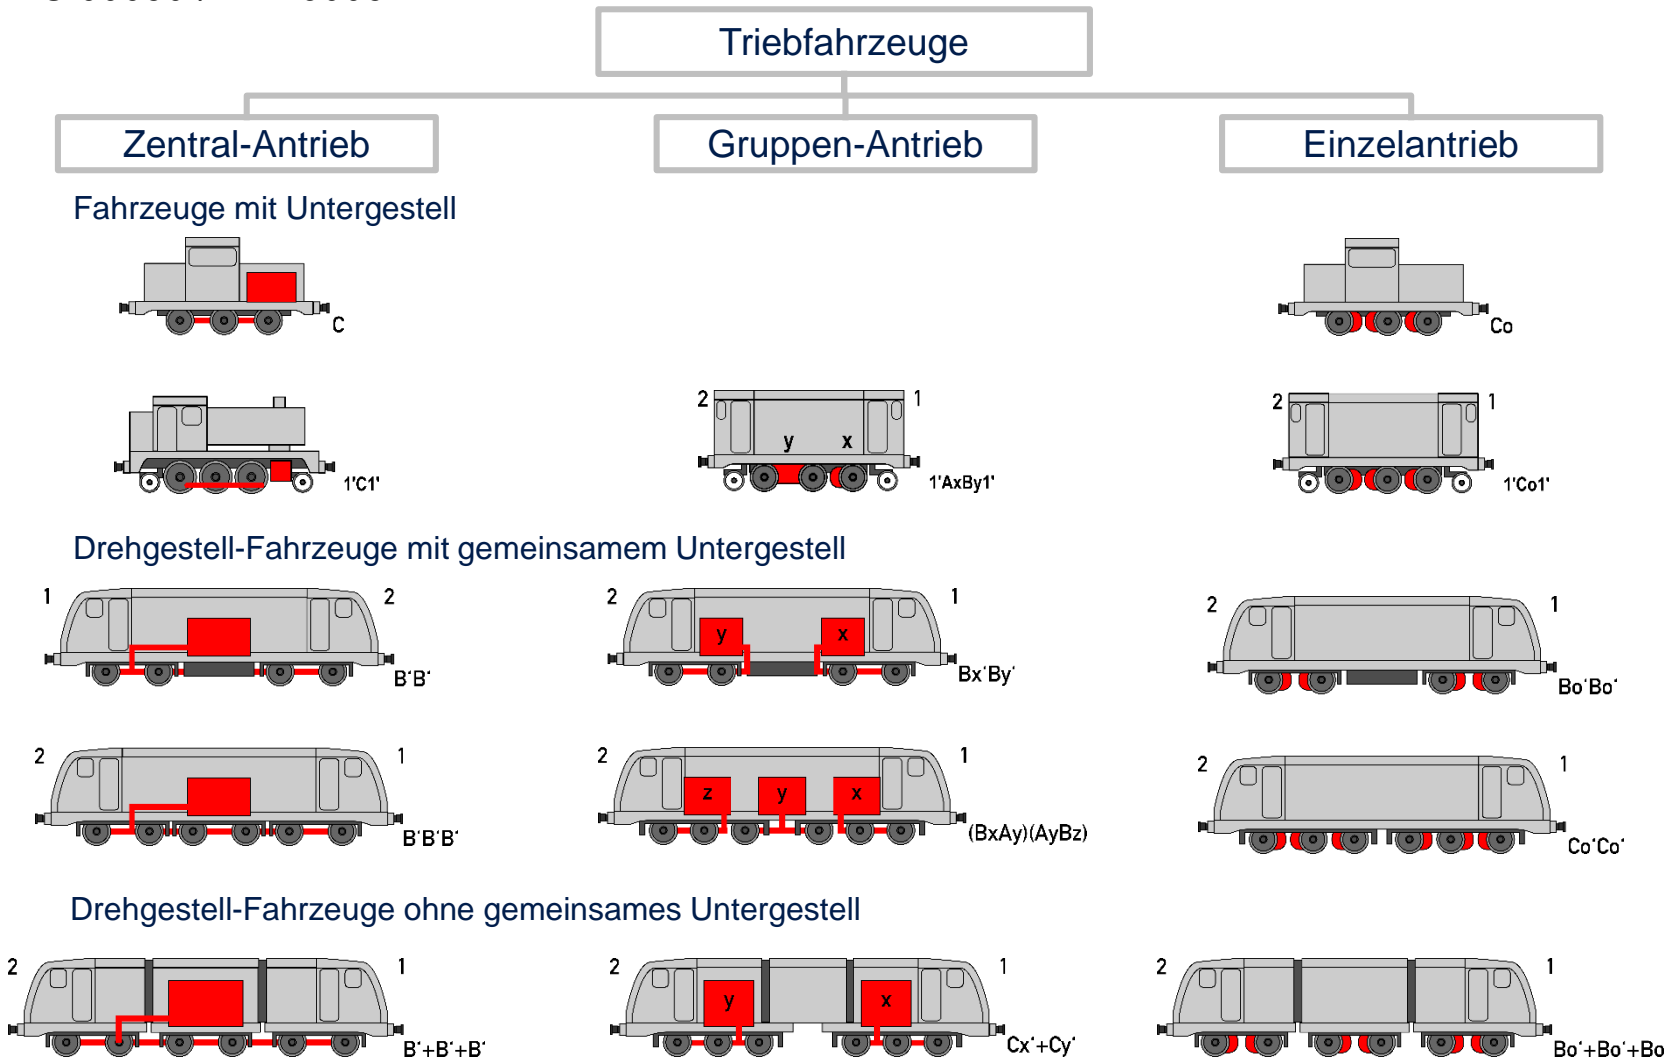 Triebfahrzeuge
Zentral-Antrieb Gruppen-Antrieb Einzelantrieb
Fahrzeuge mit Untergestell
C Co
2 1 2 1
y x
1'C1' 1'AxBy1' 1'Co1'
Drehgestell-Fahrzeuge mit gemeinsamem Untergestell
1 2 2 1 2 1
y x
B'B' Bx'By' Bo'Bo'
2 1 2 1 2 1
z y x
B'B'B' (BxAy)(AyBz) Co'Co'
Drehgestell-Fahrzeuge ohne gemeinsames Untergestell
2 1 2 1 2 1
y x
B'+B'+B' Cx'+Cy' Bo'+Bo'+Bo